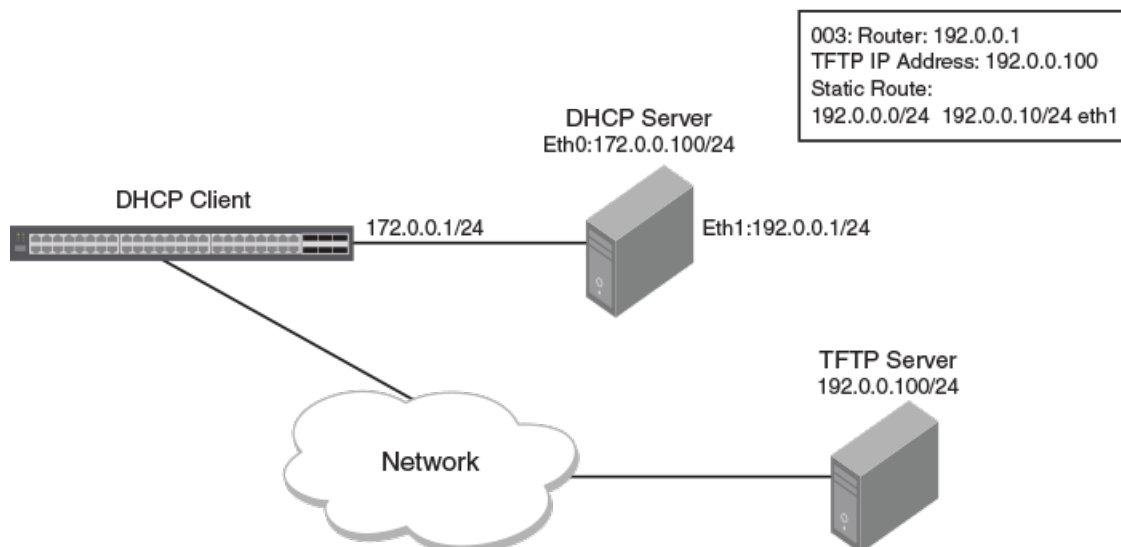 003: Router: 192.0.0.1
TFTP IP Address: 192.0.0.100
Static Route:
192.0.0.0/24 192.0.0.10/24 eth1
DHCP Server
Eth0:172.0.0.100/24
DHCP Client
172.0.0.1/24
Eth1:192.0.0.1/24
TFTP Server
192.0.0.100/24
Network